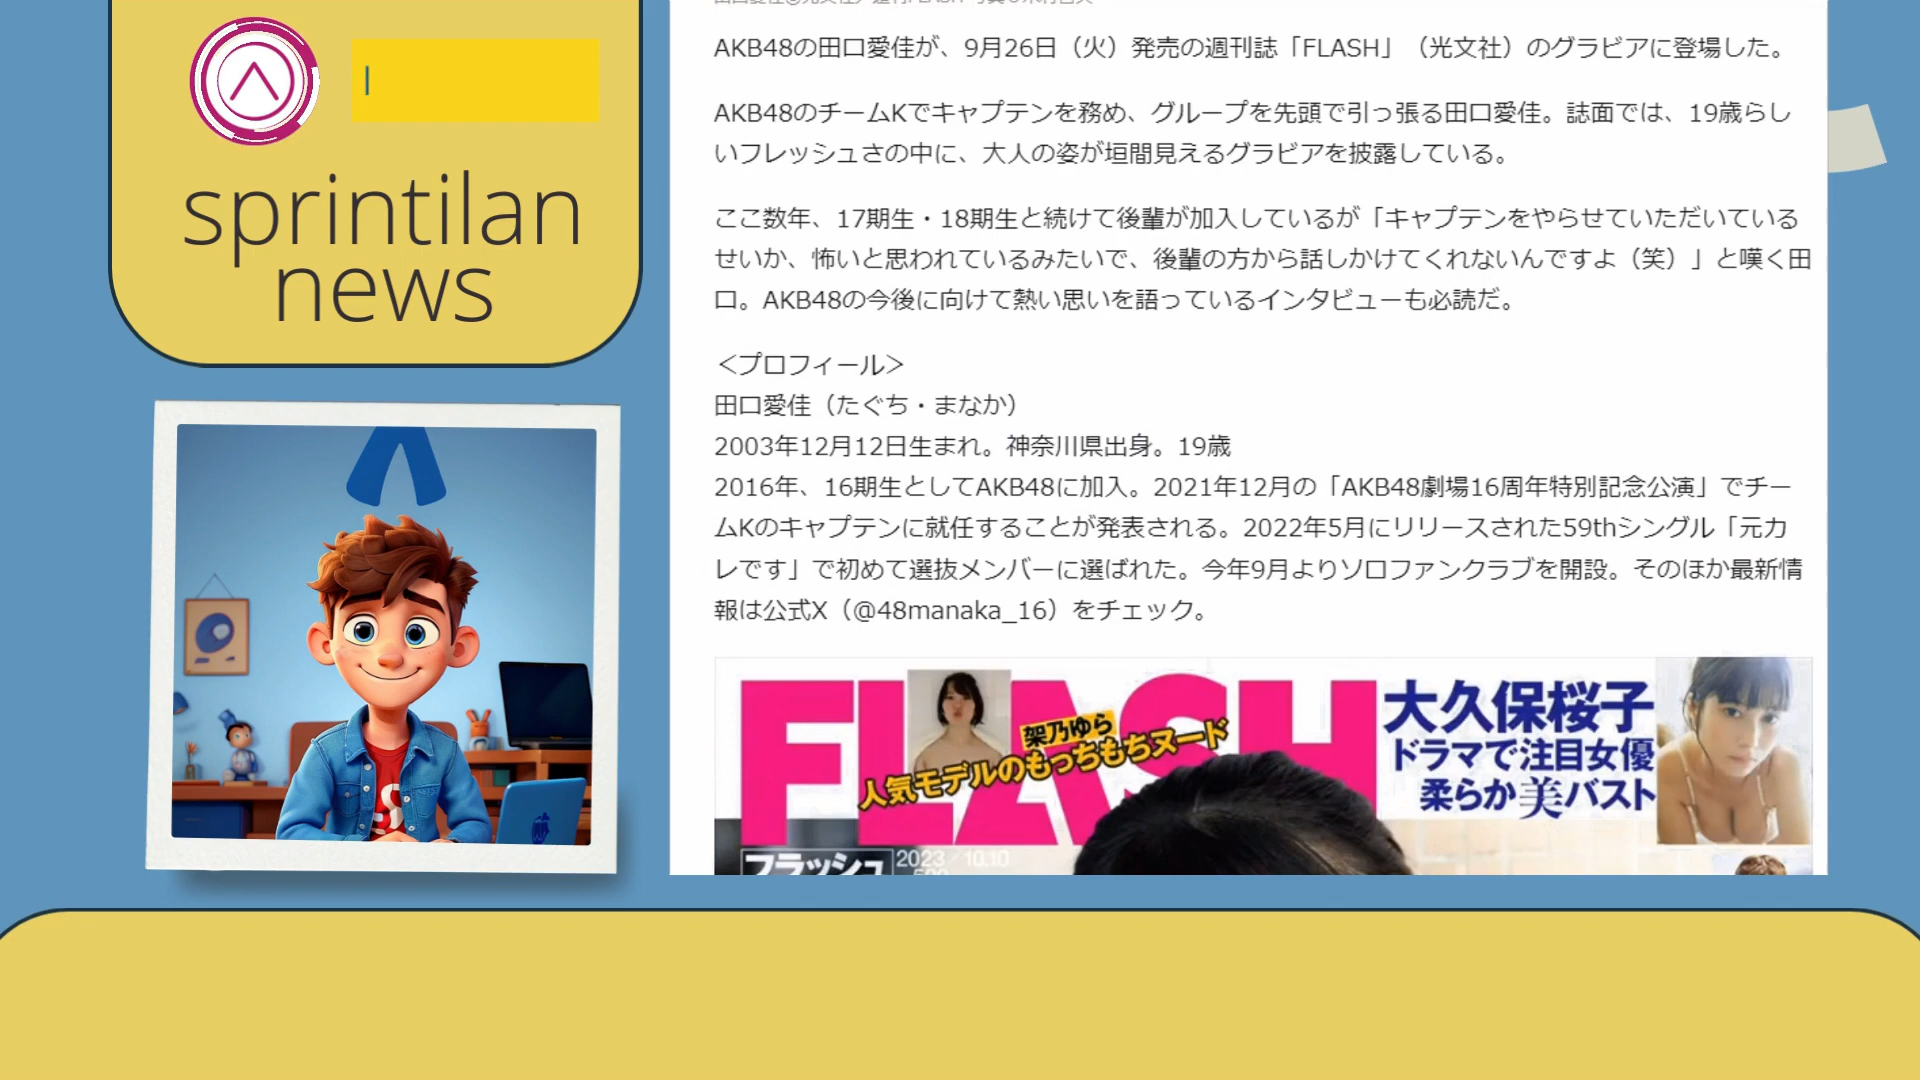 sprintilan
news
AKB48の田口愛佳が、9月26日（火）発売の週刊誌「FLASH」（光文社）のグラビアに登場した。
AKB48のチームKでキャプテンを務め、グループを先頭で引っ張る田口愛佳。誌面では、19歳らし
いフレッシュさの中に、大人の姿が垣間見えるグラビアを披露している。
ここ数年、17期生・18期生と続けて後輩が加入しているが「キャプテンをやらせていただいている
せいか、怖いと思われているみたいで、後輩の方から話しかけてくれないんですよ（笑）」と嘆く田
口。AKB48の今後に向けて熱い思いを語っているインタビューも必読だ。
＜プロフィール＞
田口愛佳（たぐち・まなか）
2003年12月12日生まれ。神奈川県出身。19歳
2016年、16期生としてAKB48に加入。2021年12月の「AKB48劇場16周年特別記念公演」でチー
ムKのキャプテンに就任することが発表される。2022年5月にリリースされた59thシングル「元カ
レです」で初めて選抜メンバーに選ばれた。今年9月よりソロファンクラブを開設。そのほか最新情
報は公式X（@48manaka_16）をチェック。
FLASH
架乃ゆら
人気モデルのもっちもちヌード
大久保桜子
ドラマで注目女優
柔らか美バスト
フラッシュ
2023/10.10